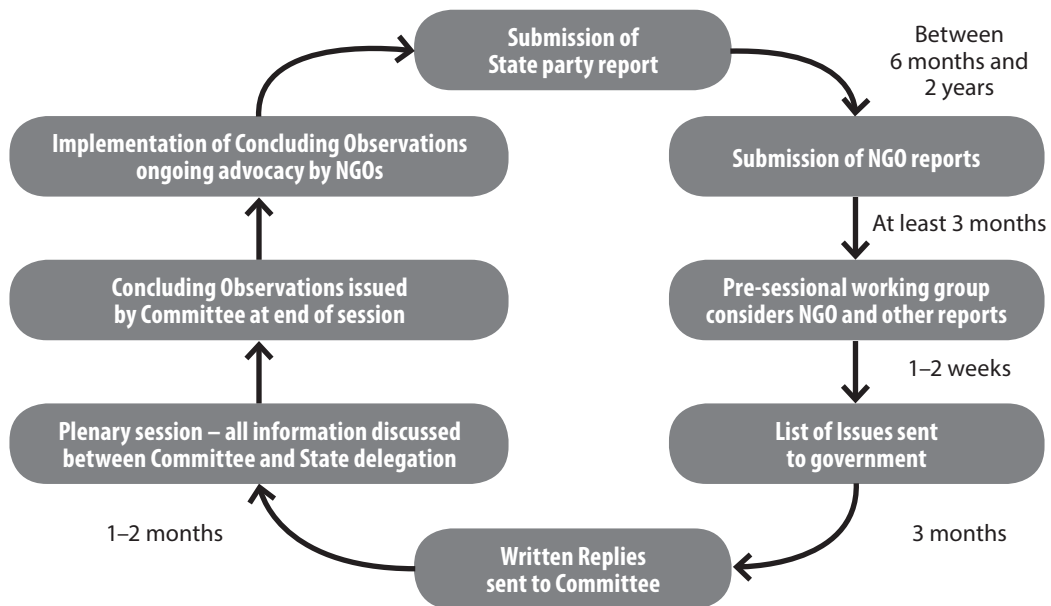 Submission of
State party report
Between
6 months and
2 years
Submission of NGO reports
At least 3 months
Pre-sessional working group
considers NGO and other reports
1–2 weeks
List of Issues sent
to government
3 months
Written Replies
sent to Committee
1–2 months
Plenary session – all information discussed
between Committee and State delegation
Concluding Observations issued
by Committee at end of session
Implementation of Concluding Observations
ongoing advocacy by NGOs